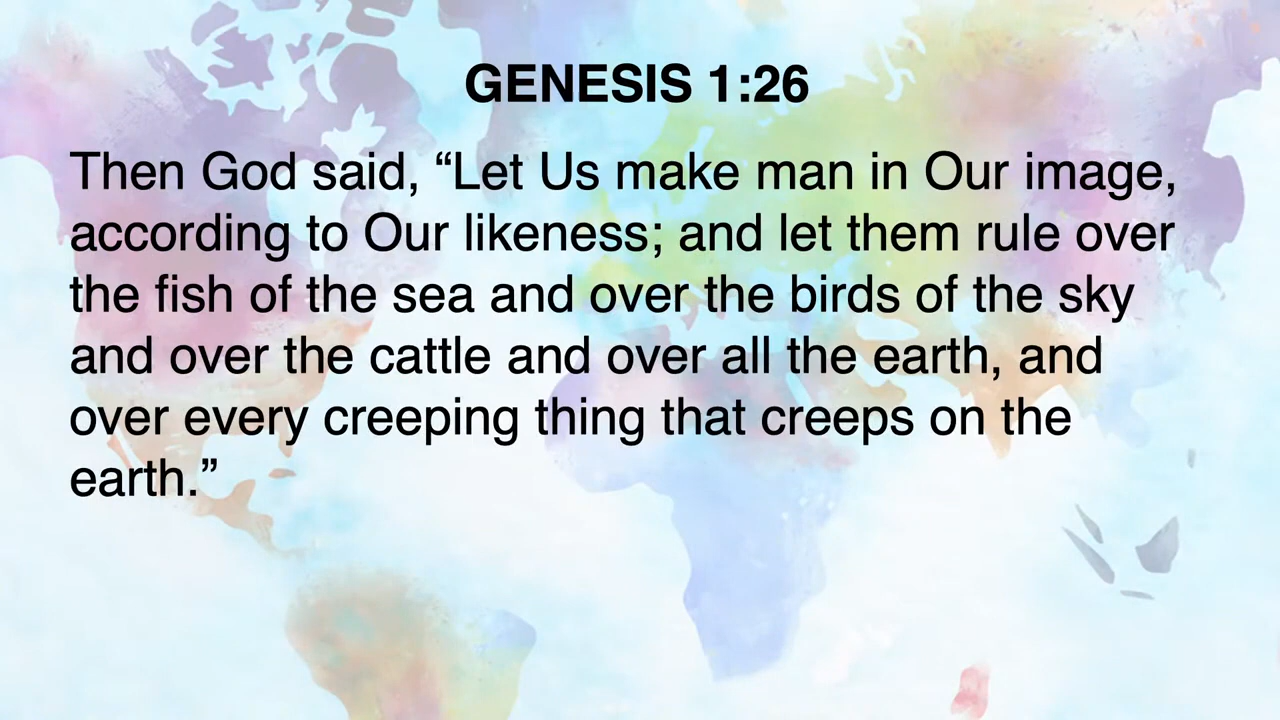 GENESIS 1:26
Then God said, “Let Us make man in Our image,
according to Our likeness; and let them rule over
the fish of the sea and over the birds of the sky
and over the cattle and over all the earth, and
over every creeping thing that creeps on the
earth.”